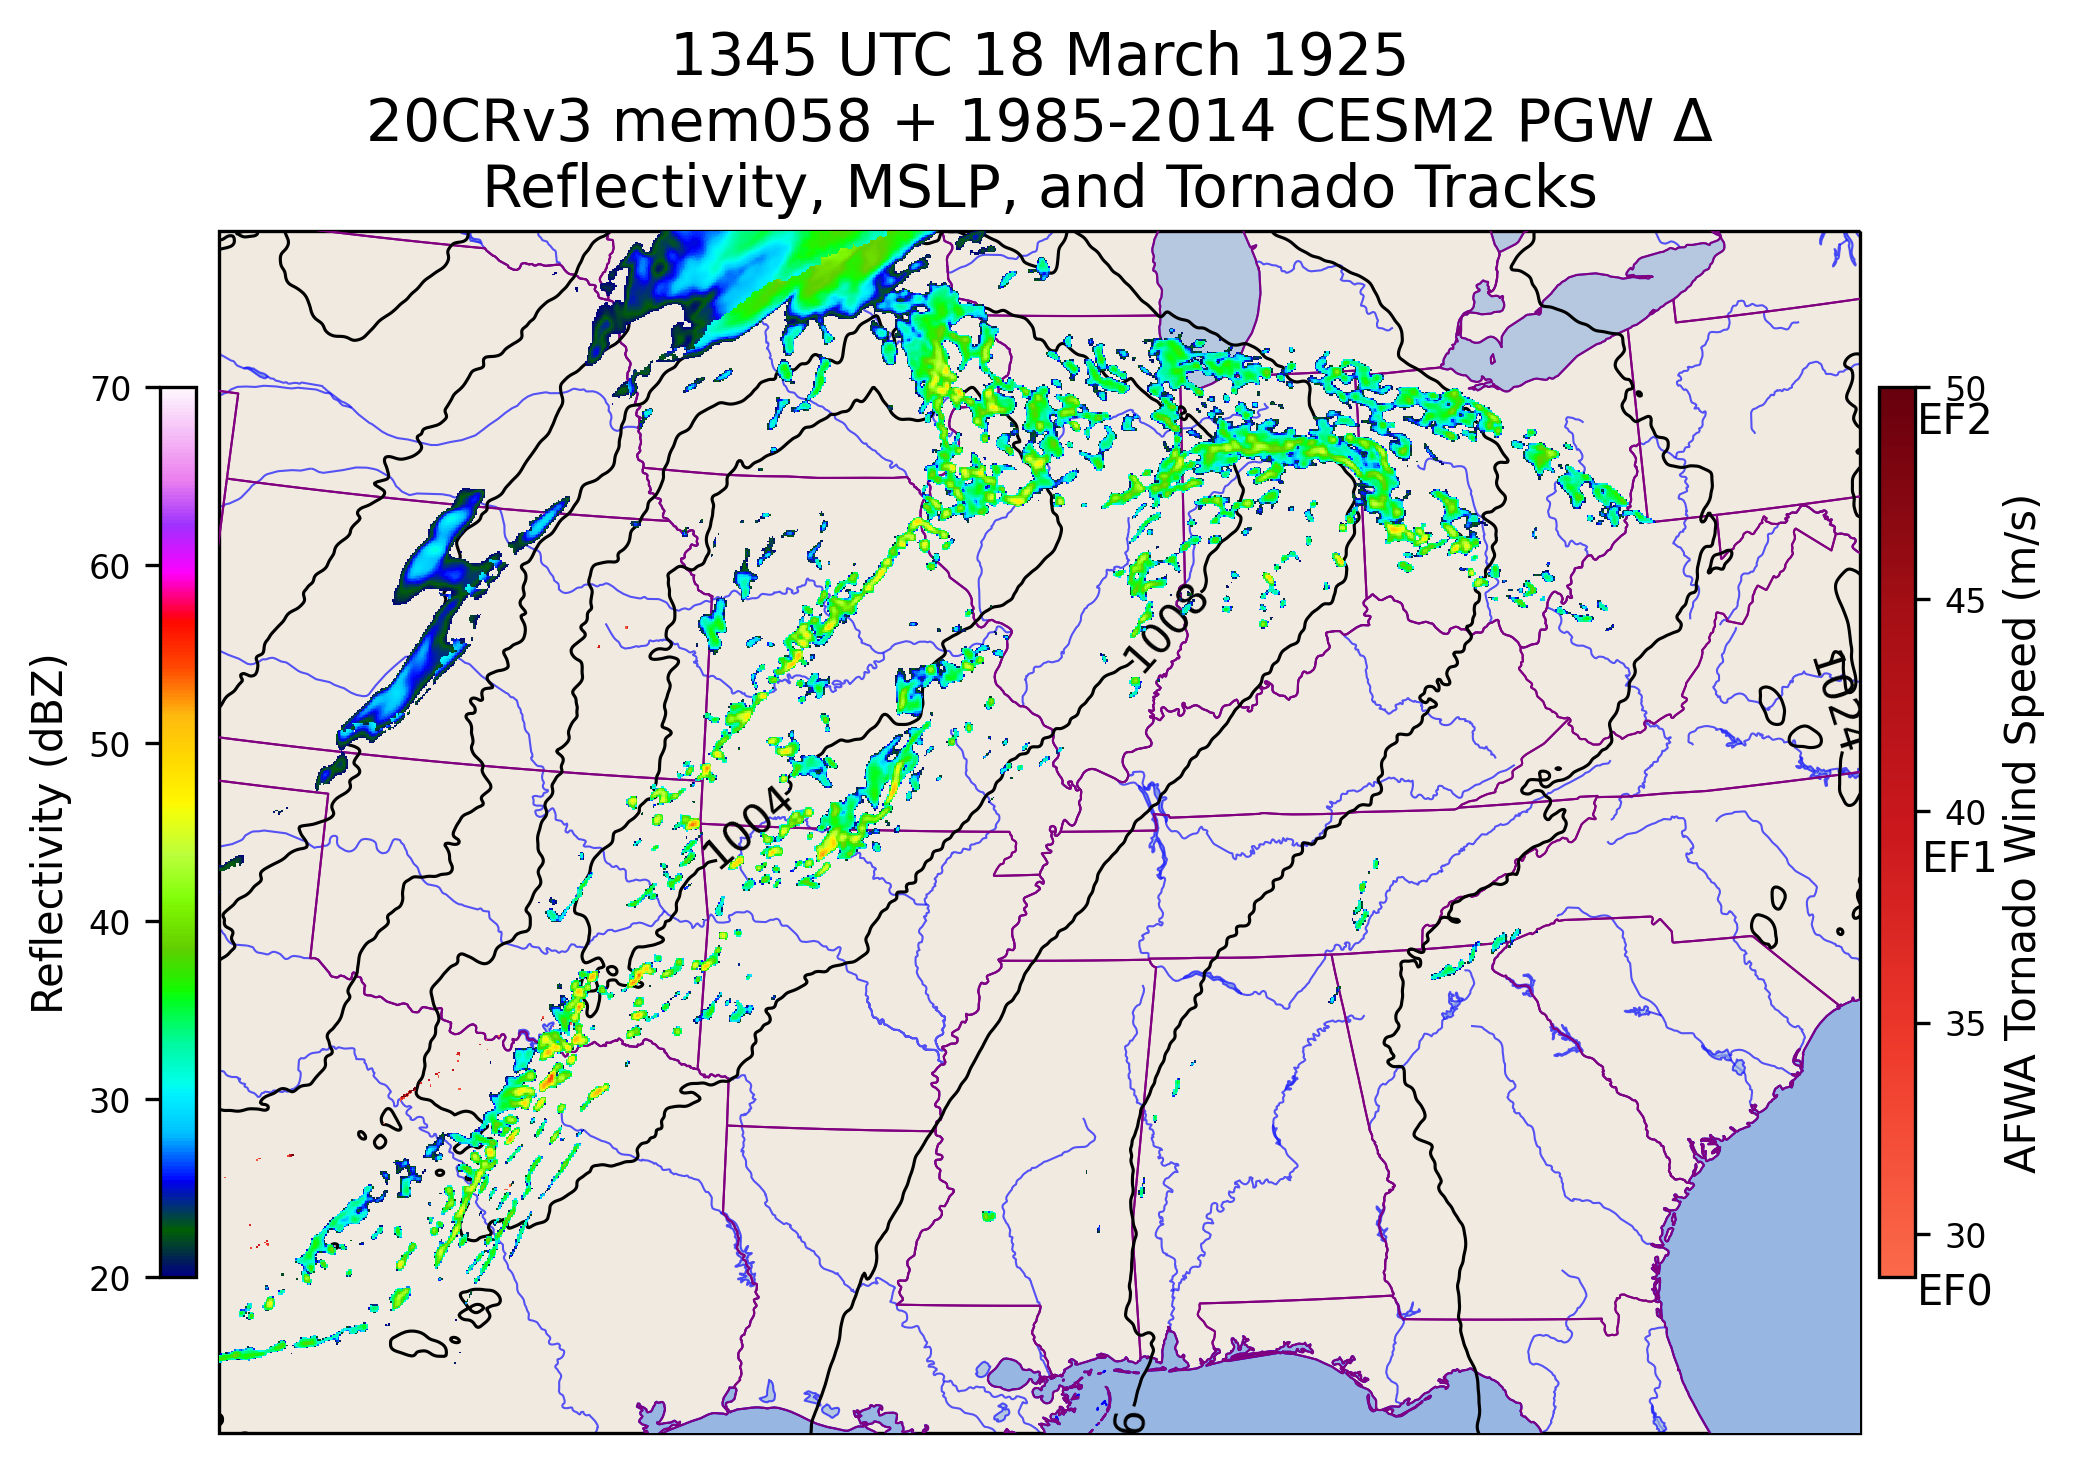 1345 UTC 18 March 1925
20CRv3 mem058 + 1985-2014 CESM2 PGW Δ
Reflectivity, MSLP, and Tornado Tracks
70
60
50
40
30
20
Reflectivity (dBZ)
1008
1004
1024
6
50
EF2
45
40
EF1
35
30
EF0
AFWA Tornado Wind Speed (m/s)